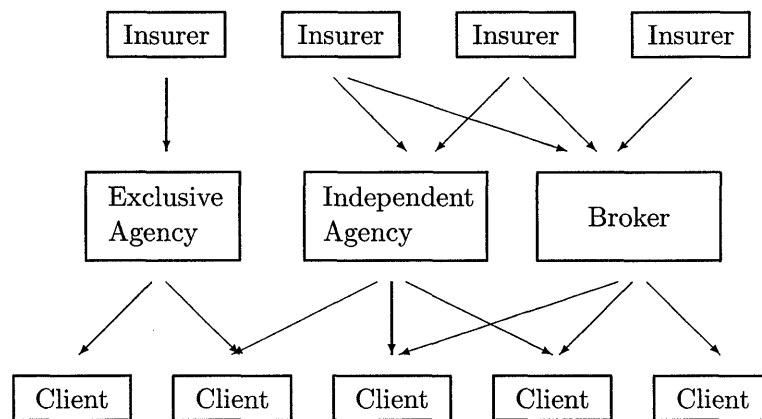 Insurer Insurer Insurer Insurer
Exclusive Agency
Independent Agency
Broker
Client Client Client Client Client